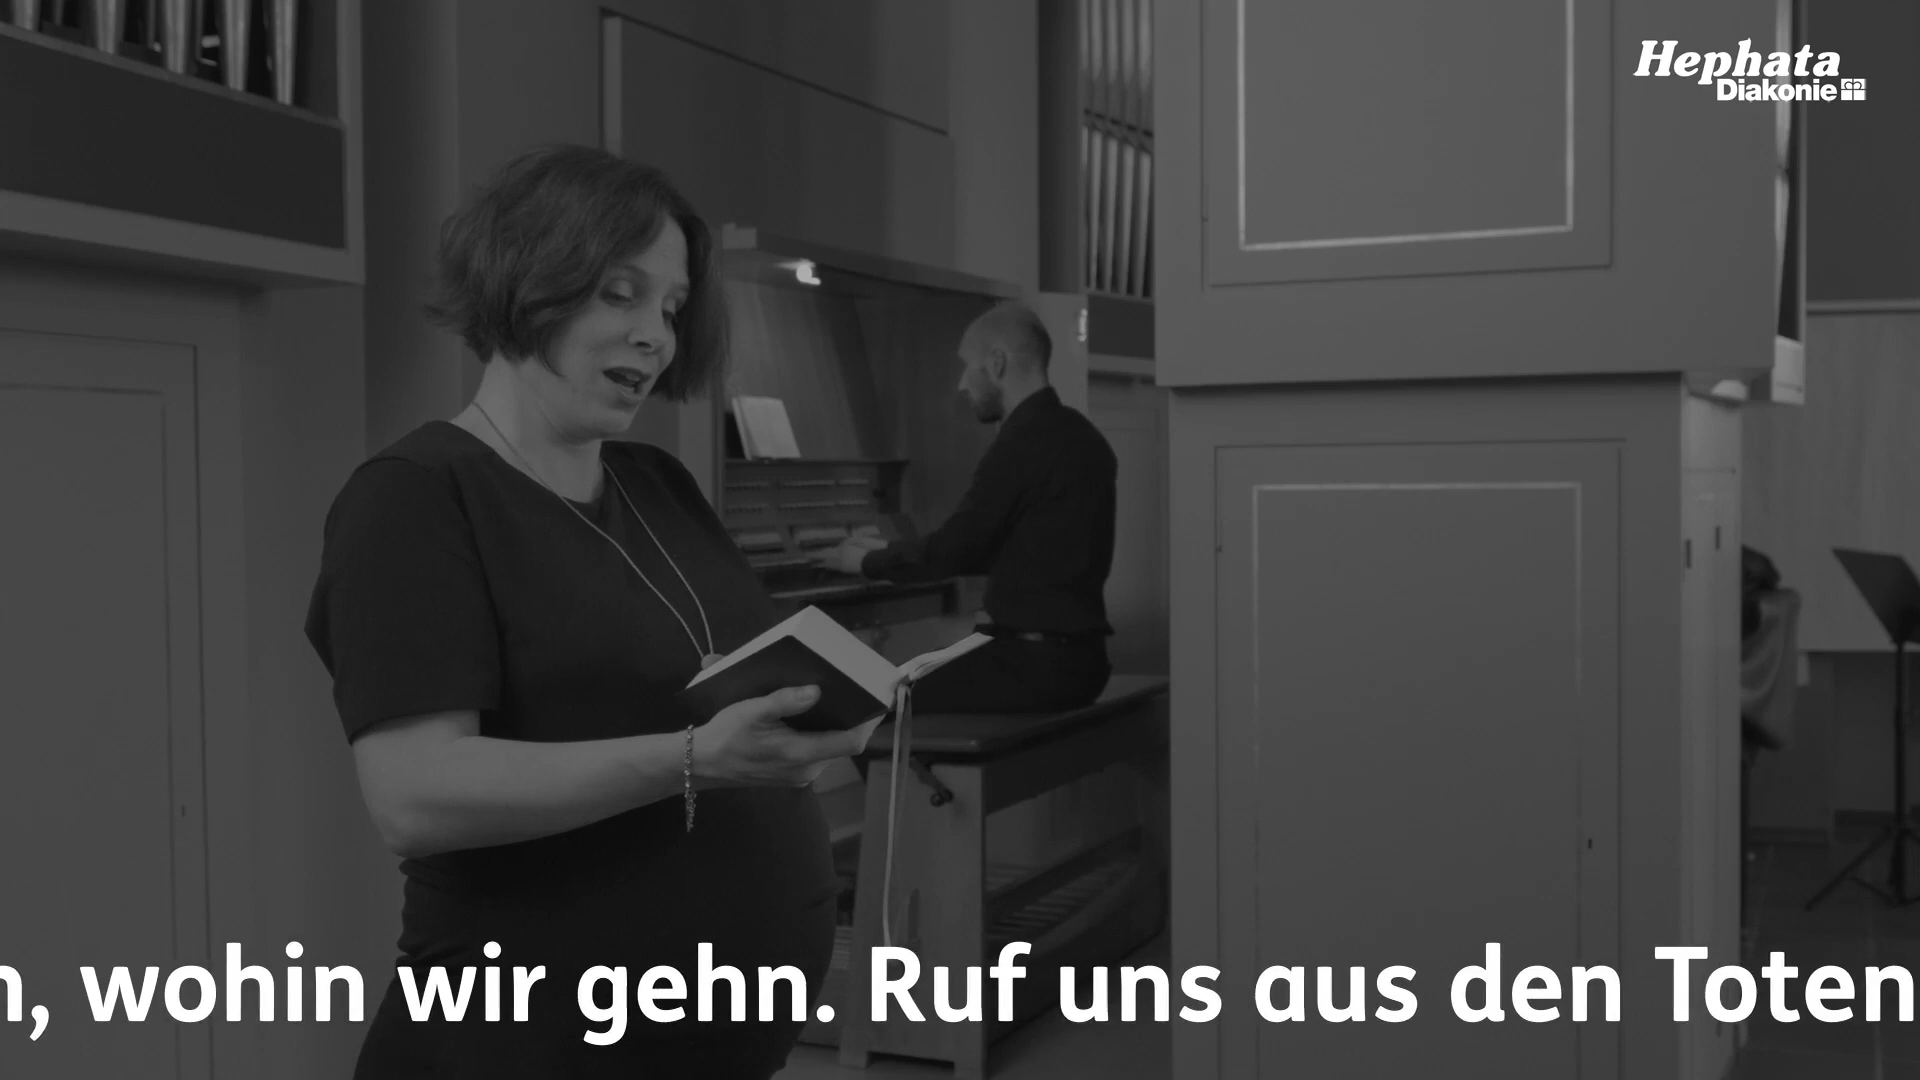 Hephata
Diakonie
, wohin wir gehn. Ruf uns aus den Toten